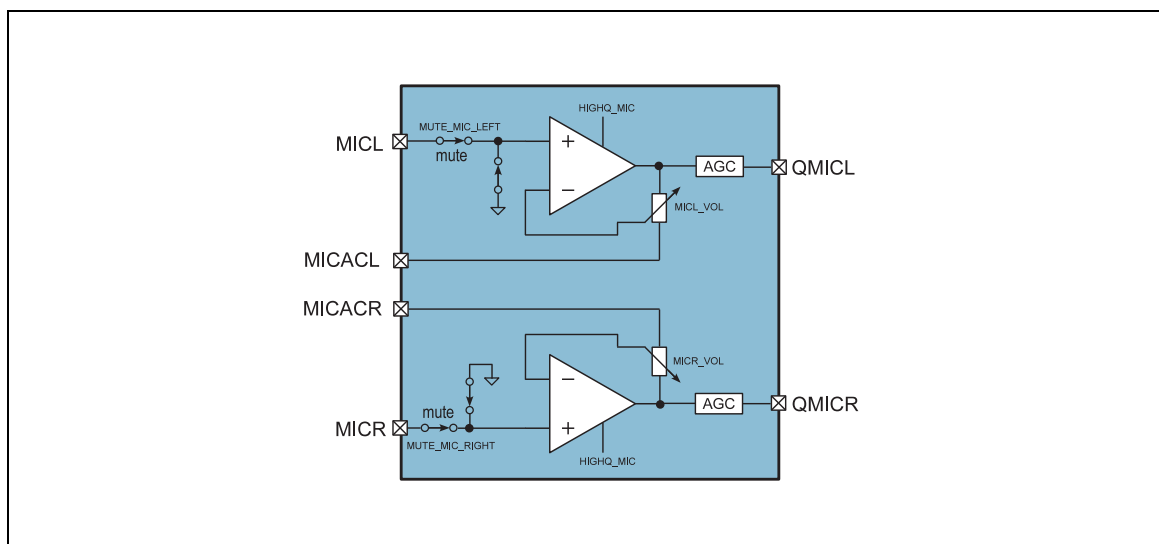 HIGHQ_MIC
MUTE_MIC_LEFT
MICL
mute
+
AGC
QMICL
−
MICL_VOL
MICACL
MICACR
MICR_VOL
−
mute
AGC
QMICR
MICR
+
MUTE_MIC_RIGHT
HIGHQ_MIC